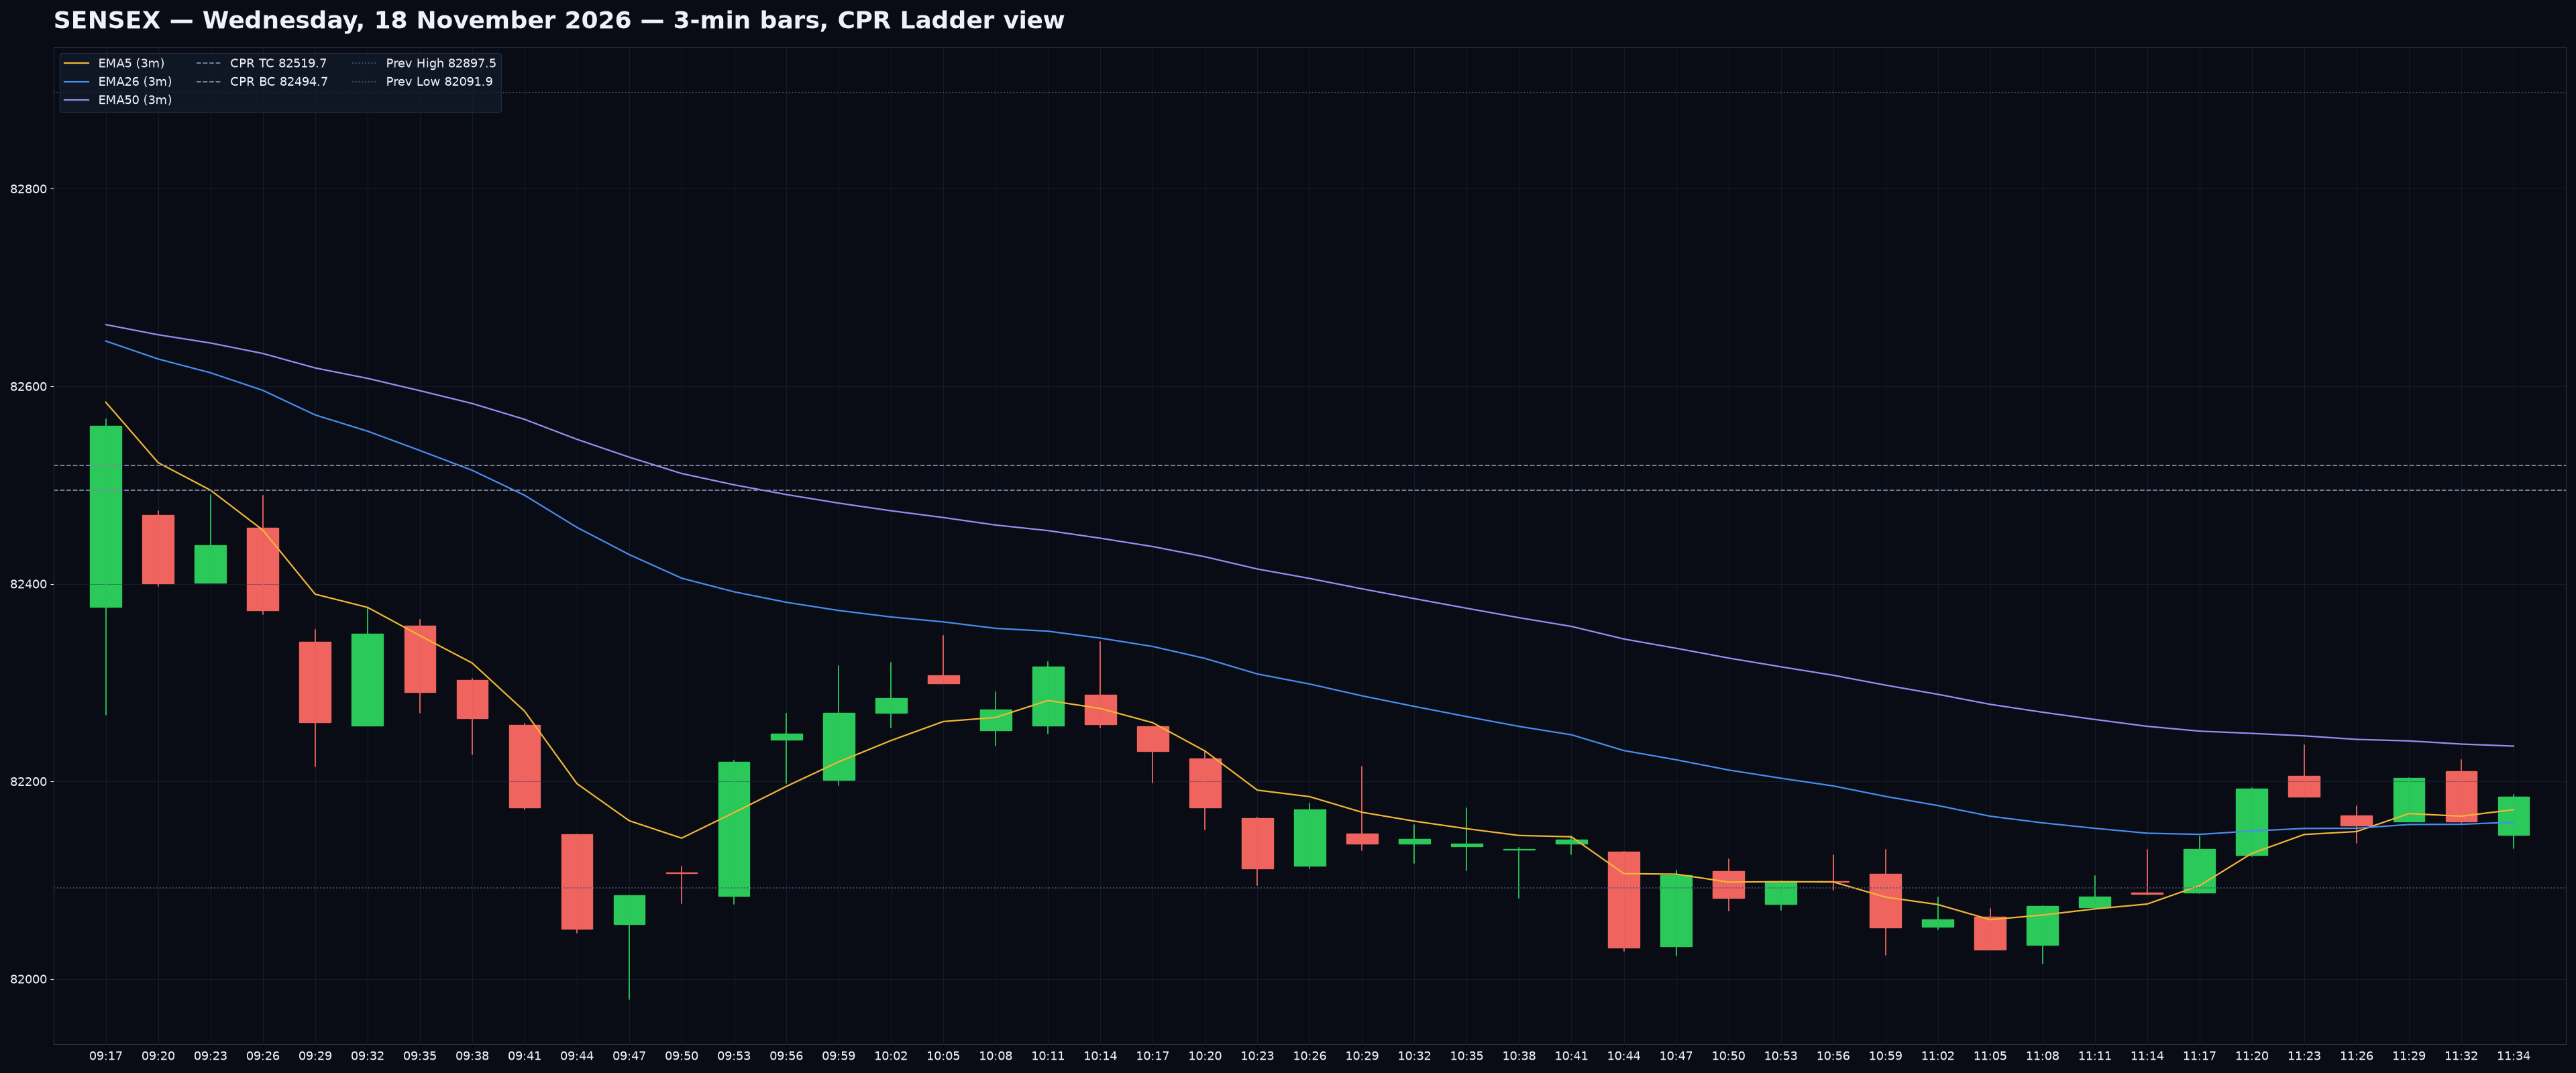 SENSEX — Wednesday, 18 November 2026 — 3-min bars, CPR Ladder view
EMA5 (3m) CPR TC 82519.7 Prev High 82897.5
EMA26 (3m) CPR BC 82494.7 Prev Low 82091.9
EMA50 (3m)
82800
82600
82400
82200
82000
09:17 09:20 09:23 09:26 09:29 09:32 09:35 09:38 09:41 09:44 09:47 09:50 09:53 09:56 09:59 10:02 10:05 10:08 10:11 10:14 10:17 10:20 10:23 10:26 10:29 10:32 10:35 10:38 10:41 10:44 10:47 10:50 10:53 10:56 10:59 11:02 11:05 11:08 11:11 11:14 11:17 11:20 11:23 11:26 11:29 11:32 11:34